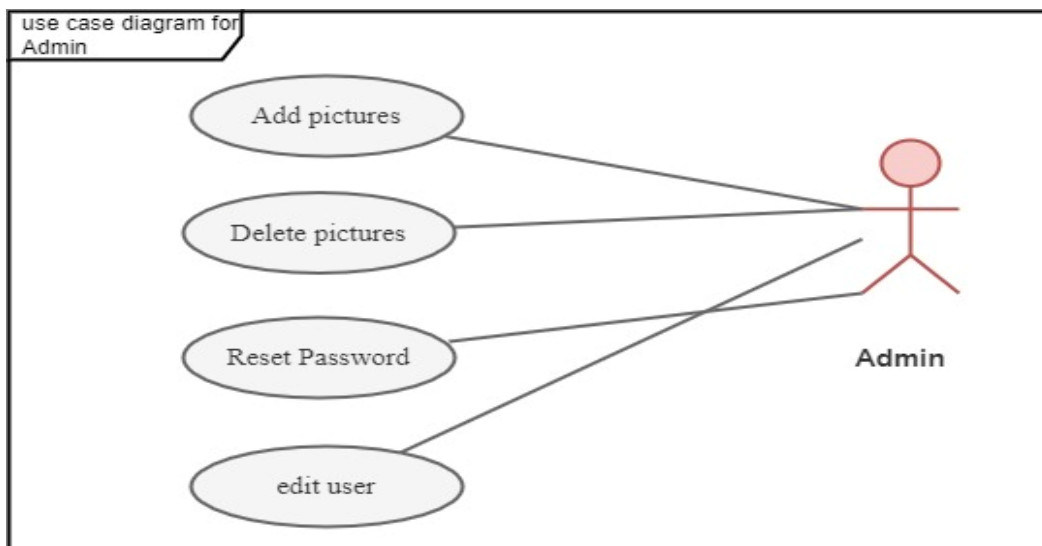 use case diagram for
Admin
Add pictures
Delete pictures
Reset Password
Admin
edit user